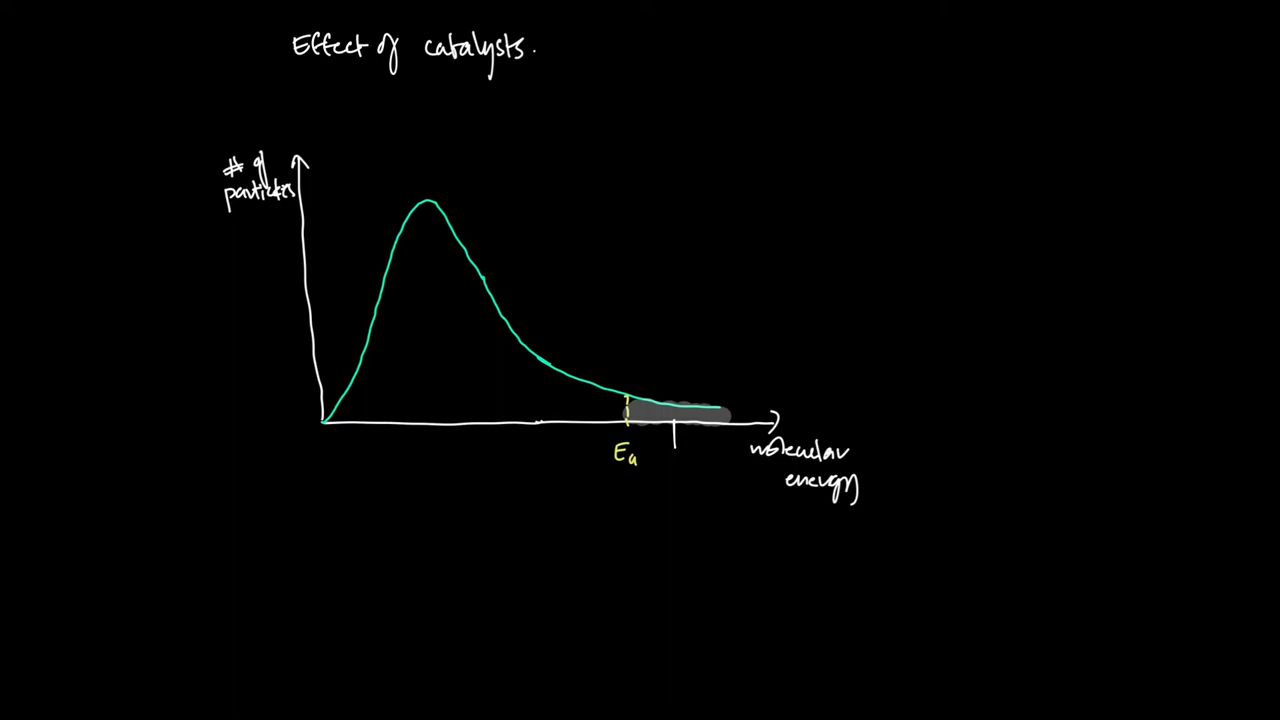 Effect of catalysts.
# of
particles
Ea
molecular
energy